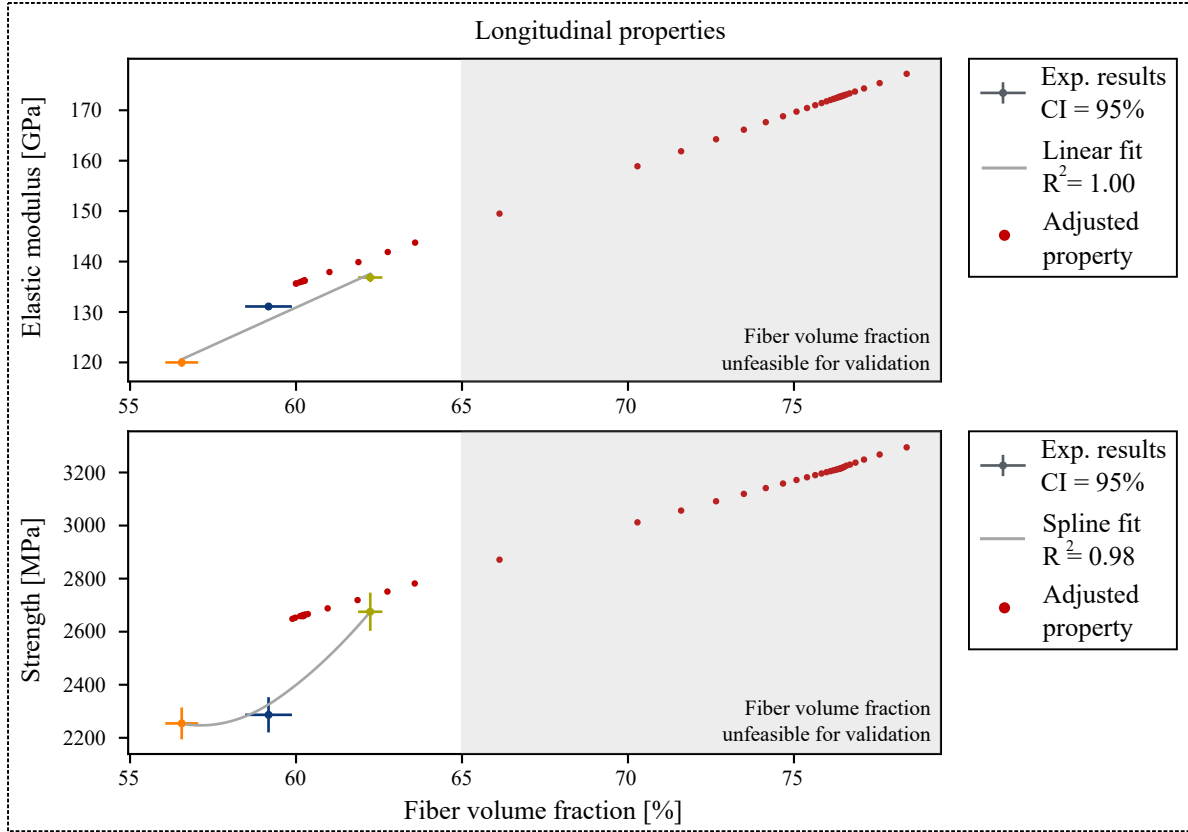 Longitudinal properties
Elastic modulus [GPa]
170
160
150
140
130
120
55
60
65
70
75
Fiber volume fraction
unfeasible for validation
Exp. results
CI = 95%
Linear fit
R² = 1.00
Adjusted
property
Strength [MPa]
3200
3000
2800
2600
2400
2200
55
60
65
70
75
Fiber volume fraction
unfeasible for validation
Fiber volume fraction [%]
Exp. results
CI = 95%
Spline fit
R² = 0.98
Adjusted
property